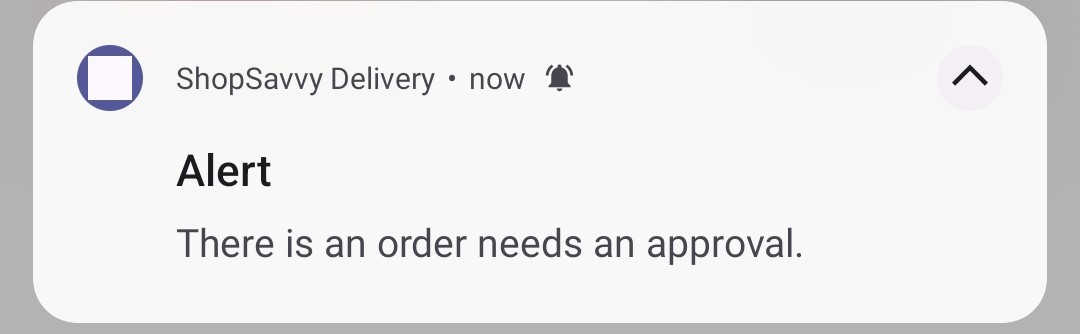 ShopSavvy Delivery • now
Alert
There is an order needs an approval.